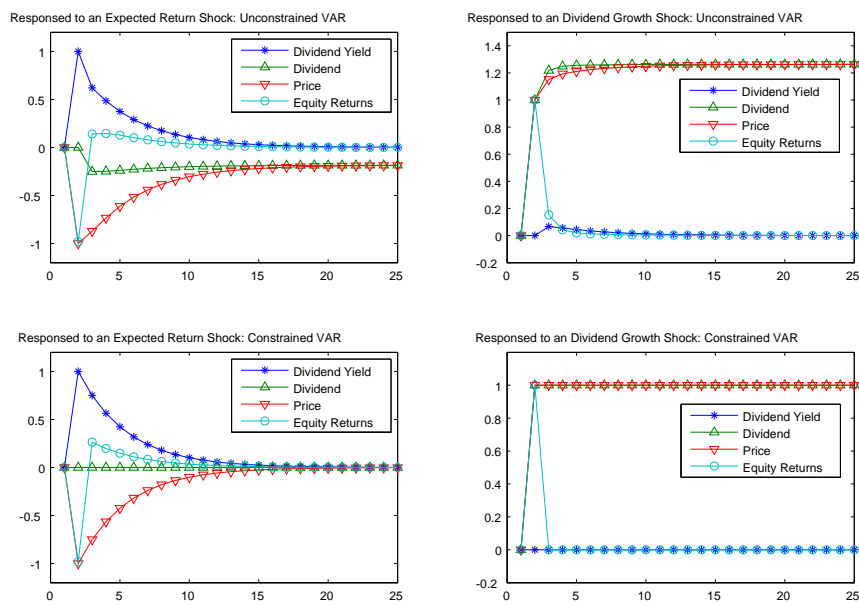 Responsed to an Expected Return Shock: Unconstrained VAR
1
0.5
0
-0.5
-1
0 5 10 15 20 25
Dividend Yield
Dividend
Price
Equity Returns
Responsed to an Dividend Growth Shock: Unconstrained VAR
1.4
1.2
1
0.8
0.6
0.4
0.2
0
-0.2
0 5 10 15 20 25
Dividend Yield
Dividend
Price
Equity Returns
Responsed to an Expected Return Shock: Constrained VAR
1
0.5
0
-0.5
-1
0 5 10 15 20 25
Dividend Yield
Dividend
Price
Equity Returns
Responsed to an Dividend Growth Shock: Constrained VAR
1
0.8
0.6
0.4
0.2
0
-0.2
0 5 10 15 20 25
Dividend Yield
Dividend
Price
Equity Returns